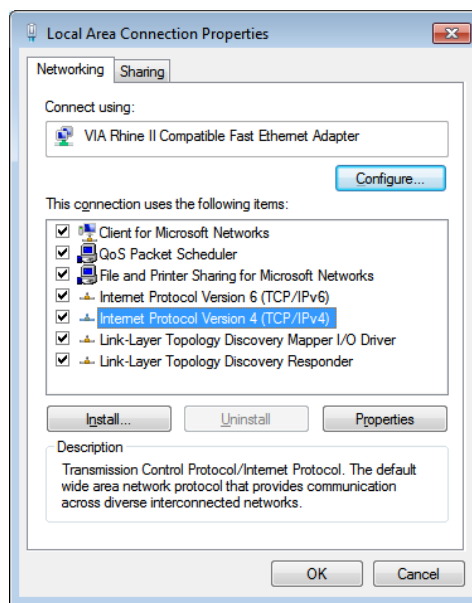 Local Area Connection Properties
Networking
Sharing
Connect using:
VIA Rhine II Compatible Fast Ethernet Adapter
Configure...
This connection uses the following items:
Client for Microsoft Networks
QoS Packet Scheduler
File and Printer Sharing for Microsoft Networks
Internet Protocol Version 6 (TCP/IPv6)
Internet Protocol Version 4 (TCP/IPv4)
Link-Layer Topology Discovery Mapper I/O Driver
Link-Layer Topology Discovery Responder
Install...
Uninstall
Properties
Description
Transmission Control Protocol/Internet Protocol. The default
wide area network protocol that provides communication
across diverse interconnected networks.
OK
Cancel